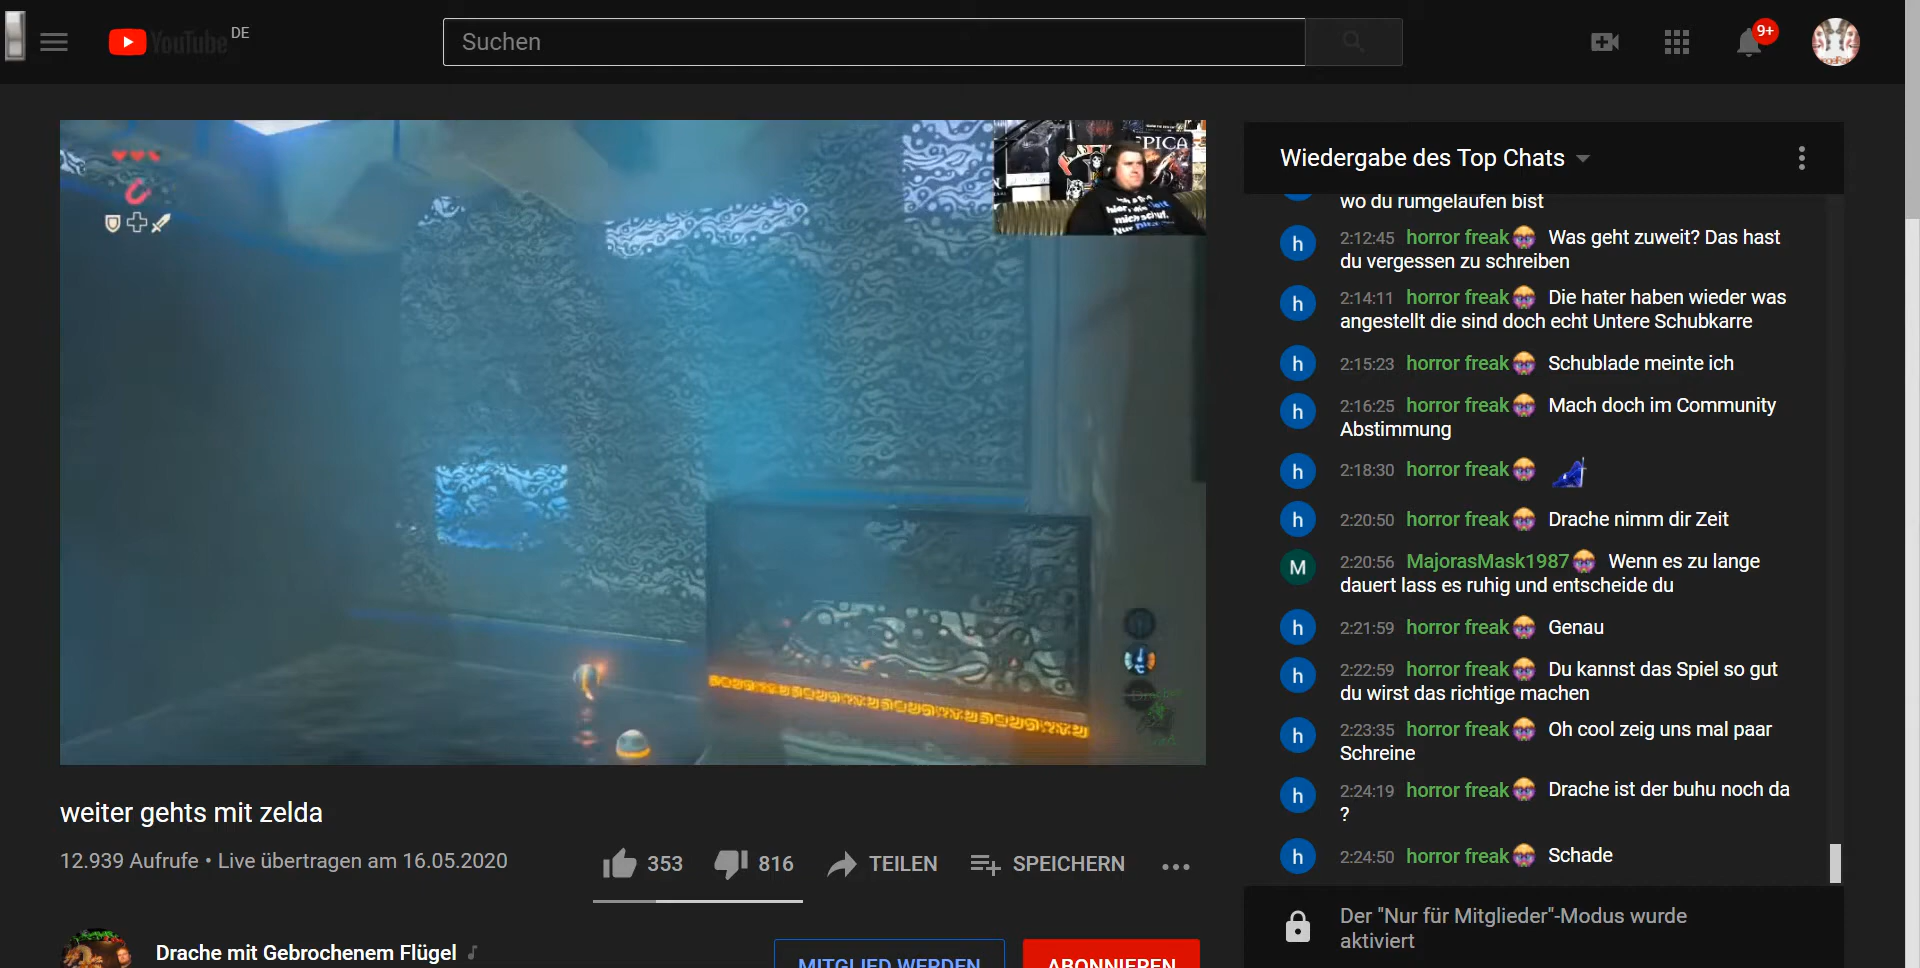 YouTube DE
Suchen
9+
EPICA
Wiedergabe des Top Chats
wo du rumgelaufen bist
h 2:12:45 horror freak Was geht zuweit? Das hast
du vergessen zu schreiben
h 2:14:11 horror freak Die hater haben wieder was
angestellt die sind doch echt Untere Schubkarre
h 2:15:23 horror freak Schublade meinte ich
h 2:16:25 horror freak Mach doch im Community
Abstimmung
h 2:18:30 horror freak
h 2:20:50 horror freak Drache nimm dir Zeit
M 2:20:56 MajorasMask1987 Wenn es zu lange
dauert lass es ruhig und entscheide du
h 2:21:59 horror freak Genau
h 2:22:59 horror freak Du kannst das Spiel so gut
du wirst das richtige machen
h 2:23:35 horror freak Oh cool zeig uns mal paar
Schreine
h 2:24:19 horror freak Drache ist der buhu noch da
?
h 2:24:50 horror freak Schade
Der "Nur für Mitglieder"-Modus wurde
aktiviert
weiter gehts mit zelda
12.939 Aufrufe • Live übertragen am 16.05.2020
353 816 TEILEN SPEICHERN
Drache mit Gebrochenem Flügel
MITGLIED WERDEN
ABONNIEREN